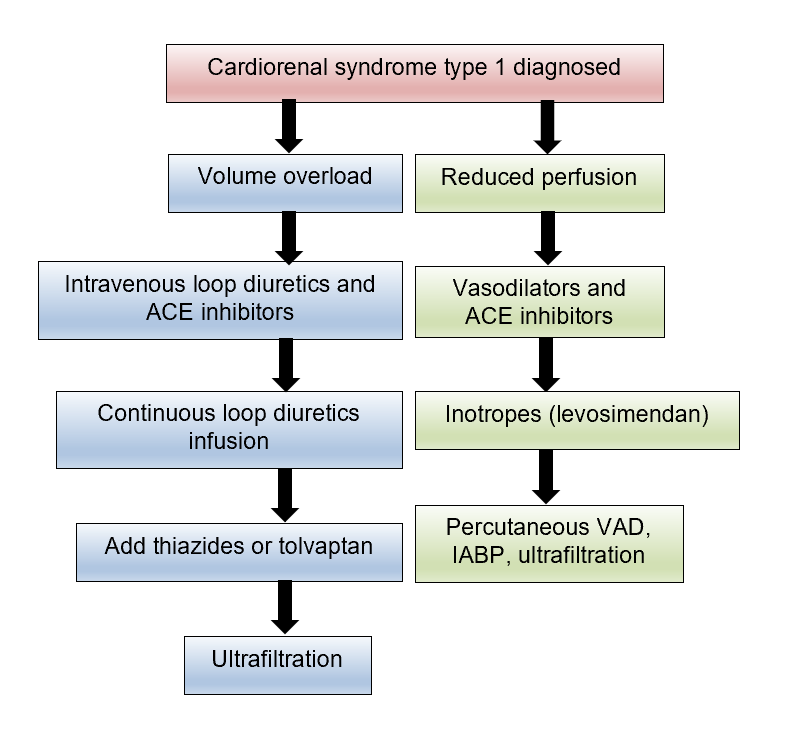 Cardiorenal syndrome type 1 diagnosed
Volume overload
Reduced perfusion
Intravenous loop diuretics and
ACE inhibitors
Vasodilators and
ACE inhibitors
Continuous loop diuretics
infusion
Inotropes (levosimendan)
Add thiazides or tolvaptan
Percutaneous VAD,
IABP, ultrafiltration
Ultrafiltration